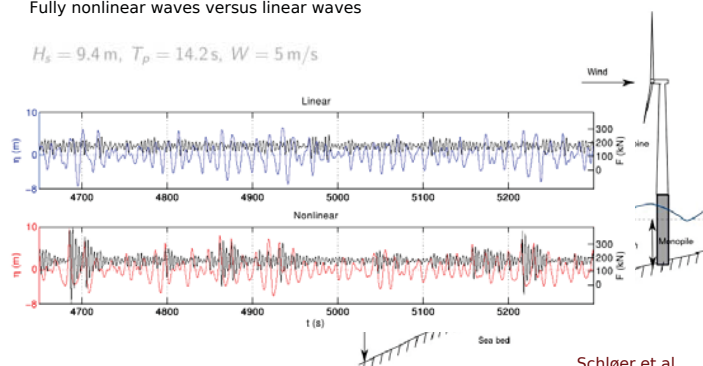 Fully nonlinear waves versus linear waves
Hs = 9.4 m, Tp = 14.2 s, W = 5 m/s
Wind
Linear
10
0
−8
η (m)
300
200
100
0
F (kN)
4700 4800 4900 5000 5100 5200
ine
Nonlinear
10
0
−8
η (m)
300
200
100
0
F (kN)
4700 4800 4900 5000 5100 5200
t (s)
h
Monopile
Sea bed
Schløer et al